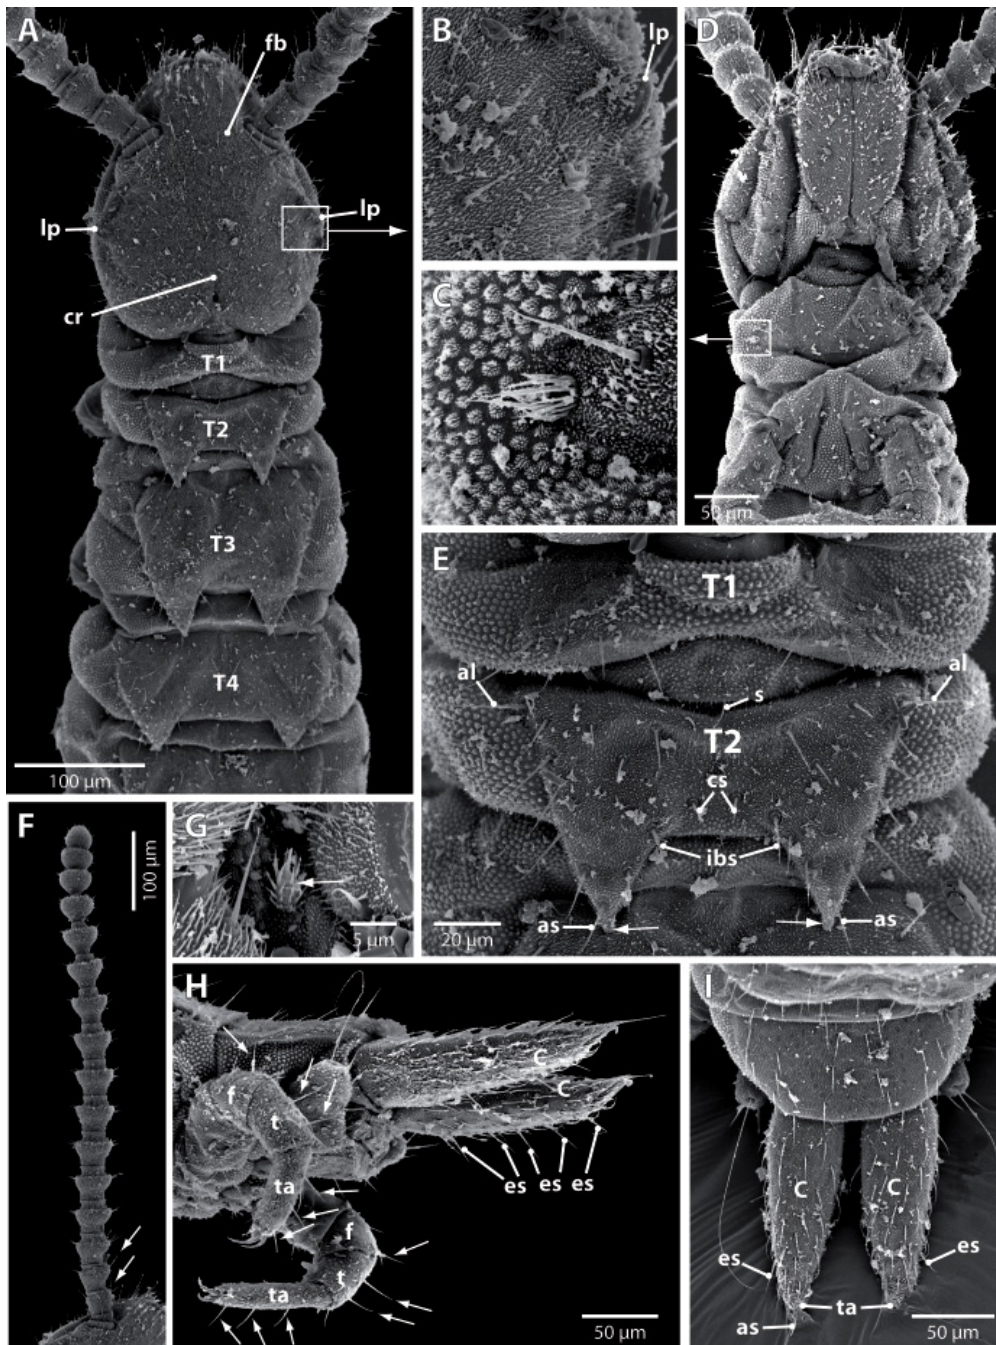 A
fb
lp
lp
cr
T1
T2
T3
T4
100 µm
B
lp
C
D
50 µm
E
T1
al
al
s
T2
cs
ibs
as
as
20 µm
F
100 µm
G
5 µm
H
f
t
ta
C
C
es
es
es
es
f
t
ta
50 µm
I
C
C
es
es
ta
as
50 µm